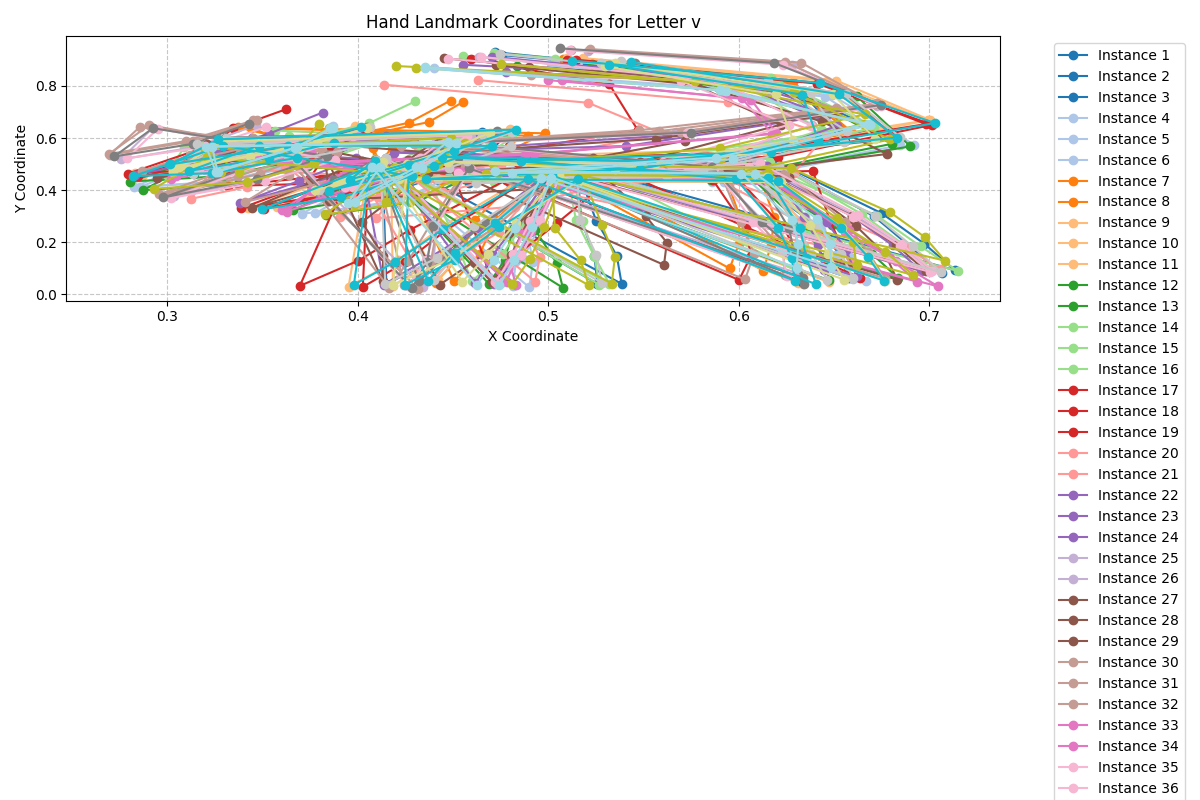 Hand Landmark Coordinates for Letter v
Y Coordinate
0.8
0.6
0.4
0.2
0.0
0.3
0.4
0.5
0.6
0.7
X Coordinate
Instance 1
Instance 2
Instance 3
Instance 4
Instance 5
Instance 6
Instance 7
Instance 8
Instance 9
Instance 10
Instance 11
Instance 12
Instance 13
Instance 14
Instance 15
Instance 16
Instance 17
Instance 18
Instance 19
Instance 20
Instance 21
Instance 22
Instance 23
Instance 24
Instance 25
Instance 26
Instance 27
Instance 28
Instance 29
Instance 30
Instance 31
Instance 32
Instance 33
Instance 34
Instance 35
Instance 36